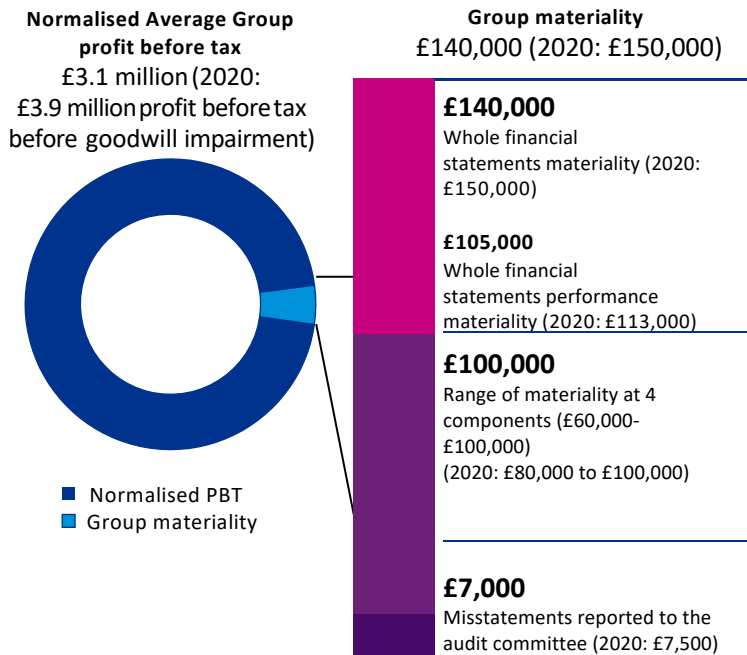 Normalised Average Group
profit before tax
£3.1 million (2020:
£3.9 million profit before tax
before goodwill impairment)
Normalised PBT
Group materiality
Group materiality
£140,000 (2020: £150,000)
£140,000
Whole financial
statements materiality (2020:
£150,000)
£105,000
Whole financial
statements performance
materiality (2020: £113,000)
£100,000
Range of materiality at 4
components (£60,000-
£100,000)
(2020: £80,000 to £100,000)
£7,000
Misstatements reported to the
audit committee (2020: £7,500)